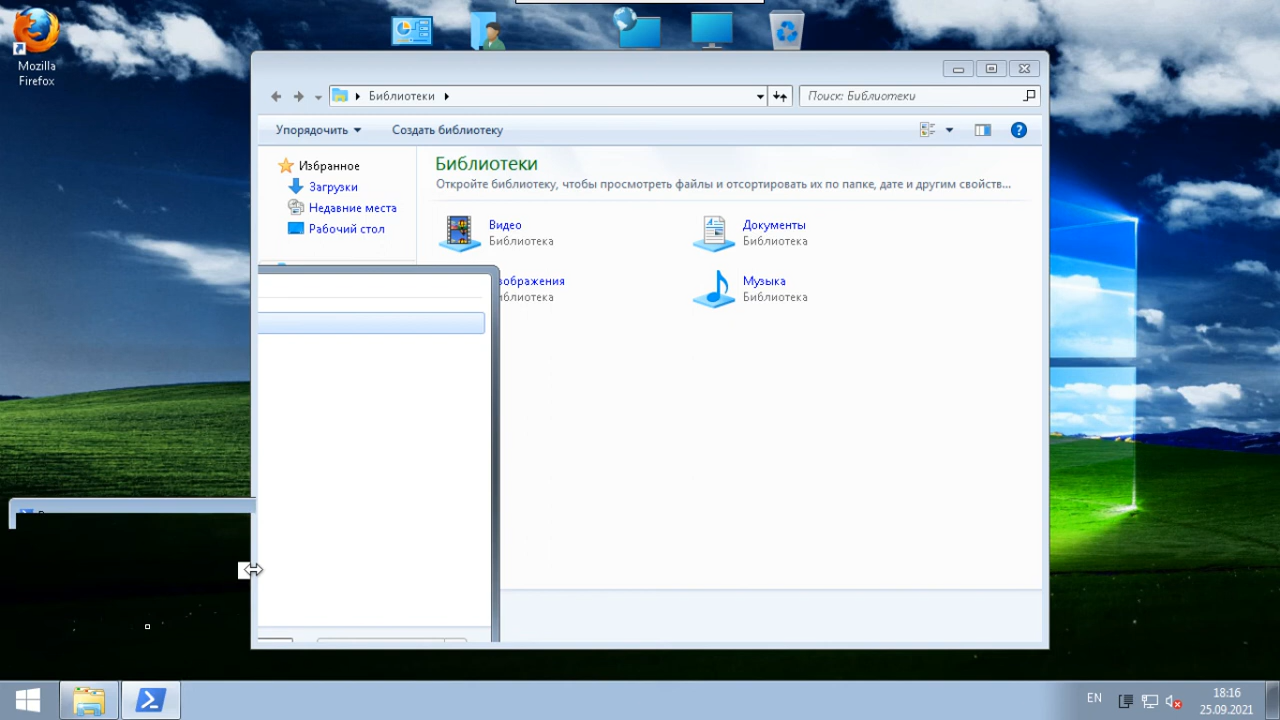 Mozilla
Firefox
Библиотеки
Поиск: Библиотеки
Упорядочить
Создать библиотеку
Избранное
Загрузки
Недавние места
Рабочий стол
Библиотеки
Откройте библиотеку, чтобы просмотреть файлы и отсортировать их по папке, дате и другим свойств...
Видео
Библиотека
Документы
Библиотека
зображения
иблиотека
Музыка
Библиотека
EN
18:16
25.09.2021